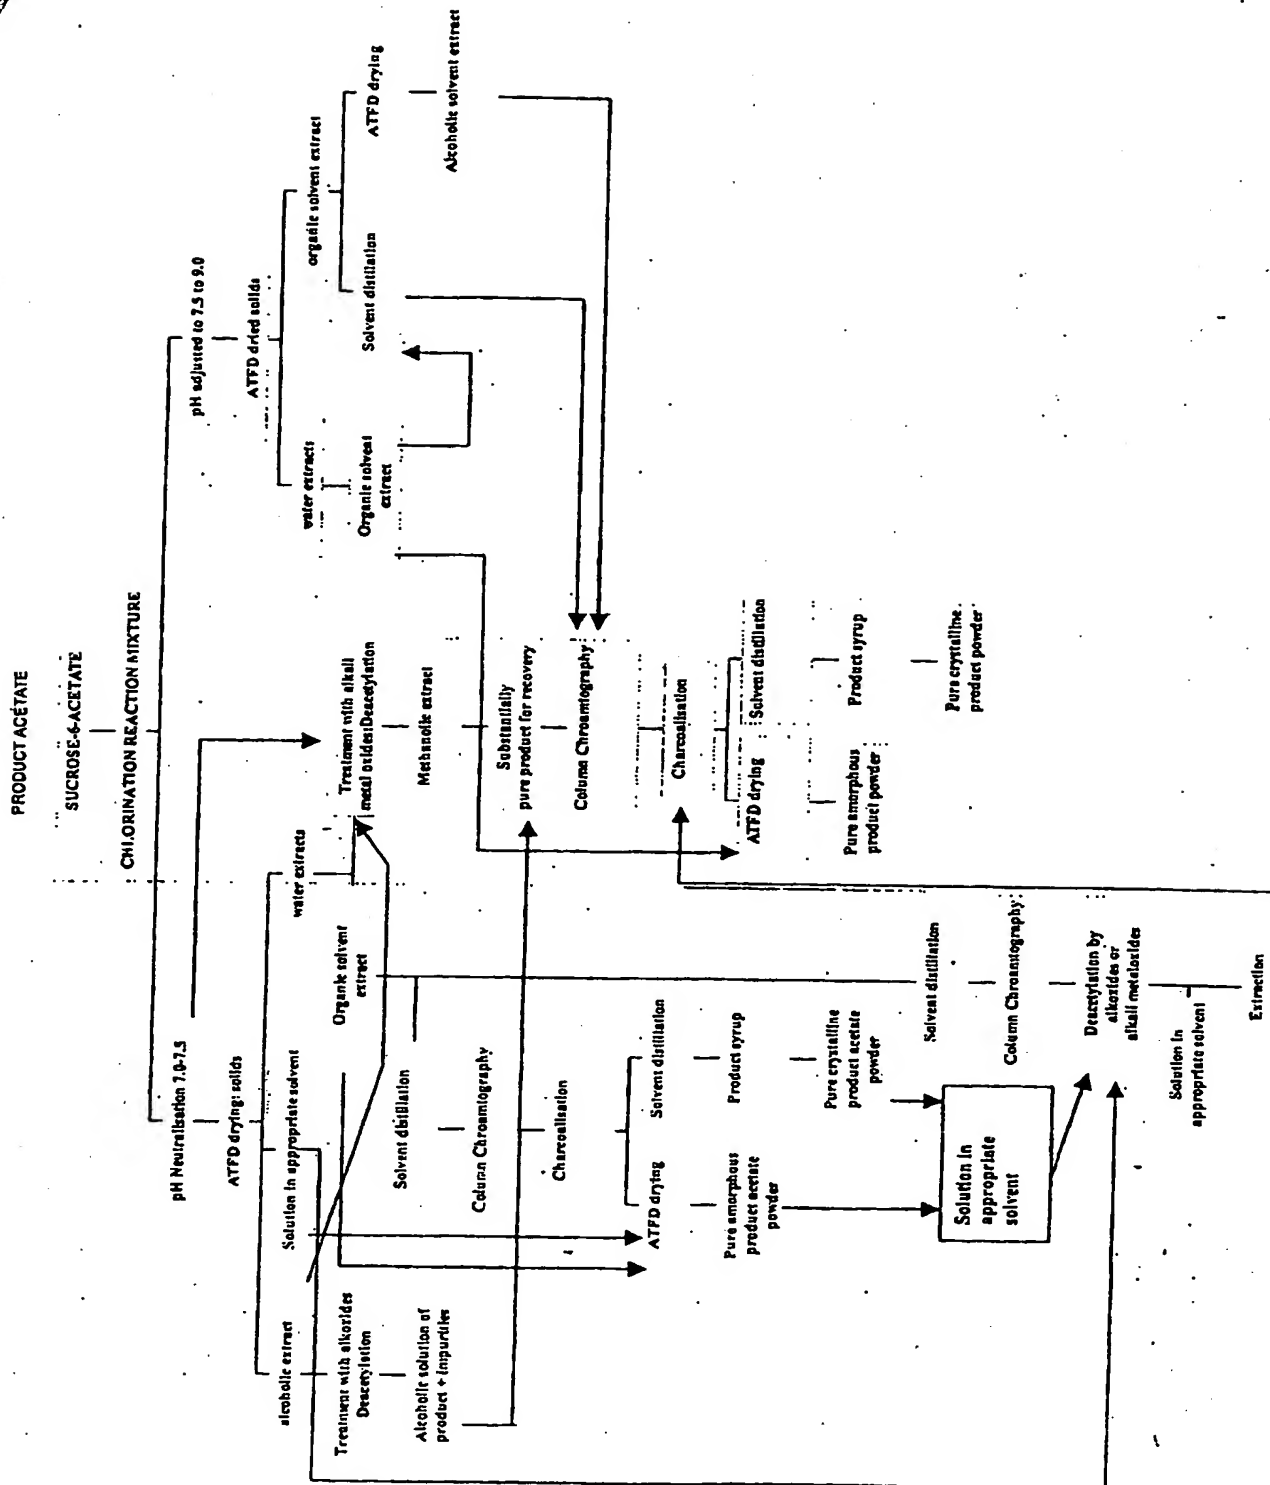 PRODUCT ACÉTATE
SUCROSE-6-ACETATE
CHLORINATION REACTION MIXTURE
pH Neutralisation 7.0-7.5
ATFD drying: solids
alcoholic extract
Treatment with alkoxides
Deacetylation
Alcoholic solution of
product + impurities
Solution in appropriate solvent
Organic solvent
extract
water extracts
Solvent distillation
Column Chroamtography
Charcoalisation
ATFD drying
Pure amorphous
product acetate
powder
Solvent distillation
Product syrup
Pure crystalline
product acetate
powder
Solution in
appropriate
solvent
Solvent distillation
Column Chroamtography
Deacetylation by
alkoxides or
alkali metaloxides
Solution in
appropriate solvent
Extraction
Treatment with alkali
metal oxides:Deacetylation
Methanolic extract
Substantially
pure product for recovery
Column Chroamtography
Charcoalisation
ATFD drying
Pure amorphous
product powder
Solvent distilation
Product syrup
Pure crystalline
product powder
pH adjusted to 7.5 to 9.0
ATFD dried solids
water extracts
Organic solvent
extract
organic solvent extract
Solvent distilation
ATFD drying
Alcoholic solvent extract